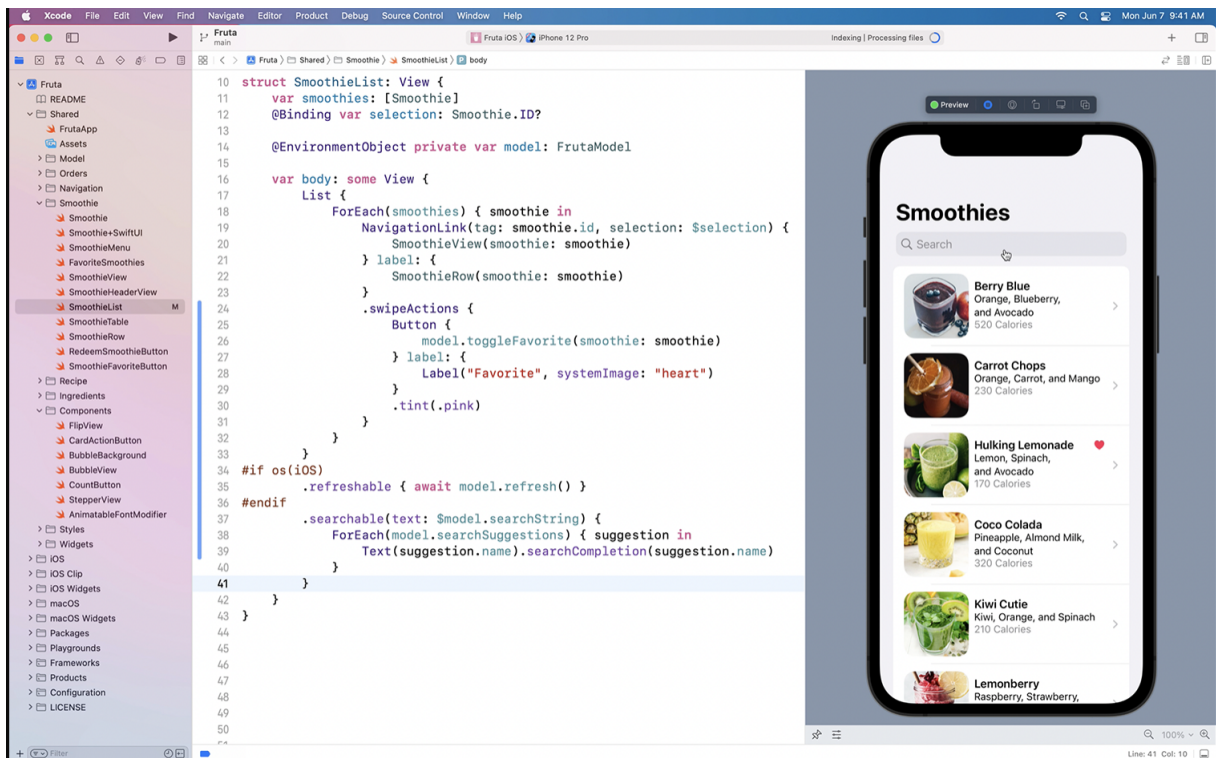 Xcode File Edit View Find Navigate Editor Product Debug Source Control Window Help Mon Jun 7 9:41 AM
Fruta
main
Fruta iOS iPhone 12 Pro
Indexing | Processing files
Fruta Shared Smoothie SmoothieList body
Fruta
README
Shared
FrutaApp
Assets
Model
Orders
Navigation
Smoothie
Smoothie
Smoothie+SwiftUI
SmoothieMenu
FavoriteSmoothies
SmoothieView
SmoothieHeaderView
SmoothieList M
SmoothieTable
SmoothieRow
RedeemSmoothieButton
SmoothieFavoriteButton
Recipe
Ingredients
Components
FlipView
CardActionButton
BubbleBackground
BubbleView
CountButton
StepperView
AnimatableFontModifier
Styles
Widgets
iOS
iOS Clip
iOS Widgets
macOS
macOS Widgets
Packages
Playgrounds
Frameworks
Products
Configuration
LICENSE
Filter
10 struct SmoothieList: View {
11     var smoothies: [Smoothie]
12     @Binding var selection: Smoothie.ID?
13
14     @EnvironmentObject private var model: FrutaModel
15
16     var body: some View {
17         List {
18             ForEach(smoothies) { smoothie in
19                 NavigationLink(tag: smoothie.id, selection: $selection) {
20                     SmoothieView(smoothie: smoothie)
21                 } label: {
22                     SmoothieRow(smoothie: smoothie)
23                 }
24                 .swipeActions {
25                     Button {
26                         model.toggleFavorite(smoothie: smoothie)
27                     } label: {
28                         Label("Favorite", systemImage: "heart")
29                     }
30                     .tint(.pink)
31                 }
32             }
33         }
34 #if os(iOS)
35         .refreshable { await model.refresh() }
36 #endif
37         .searchable(text: $model.searchString) {
38             ForEach(model.searchSuggestions) { suggestion in
39                 Text(suggestion.name).searchCompletion(suggestion.name)
40             }
41         }
42     }
43 }
44
45
46
47
48
49
50
Preview
Smoothies
Search
Berry Blue
Orange, Blueberry,
and Avocado
520 Calories
Carrot Chops
Orange, Carrot, and Mango
230 Calories
Hulking Lemonade
Lemon, Spinach,
and Avocado
170 Calories
Coco Colada
Pineapple, Almond Milk,
and Coconut
320 Calories
Kiwi Cutie
Kiwi, Orange, and Spinach
210 Calories
Lemonberry
Raspberry, Strawberry,
100%
Line: 41 Col: 10